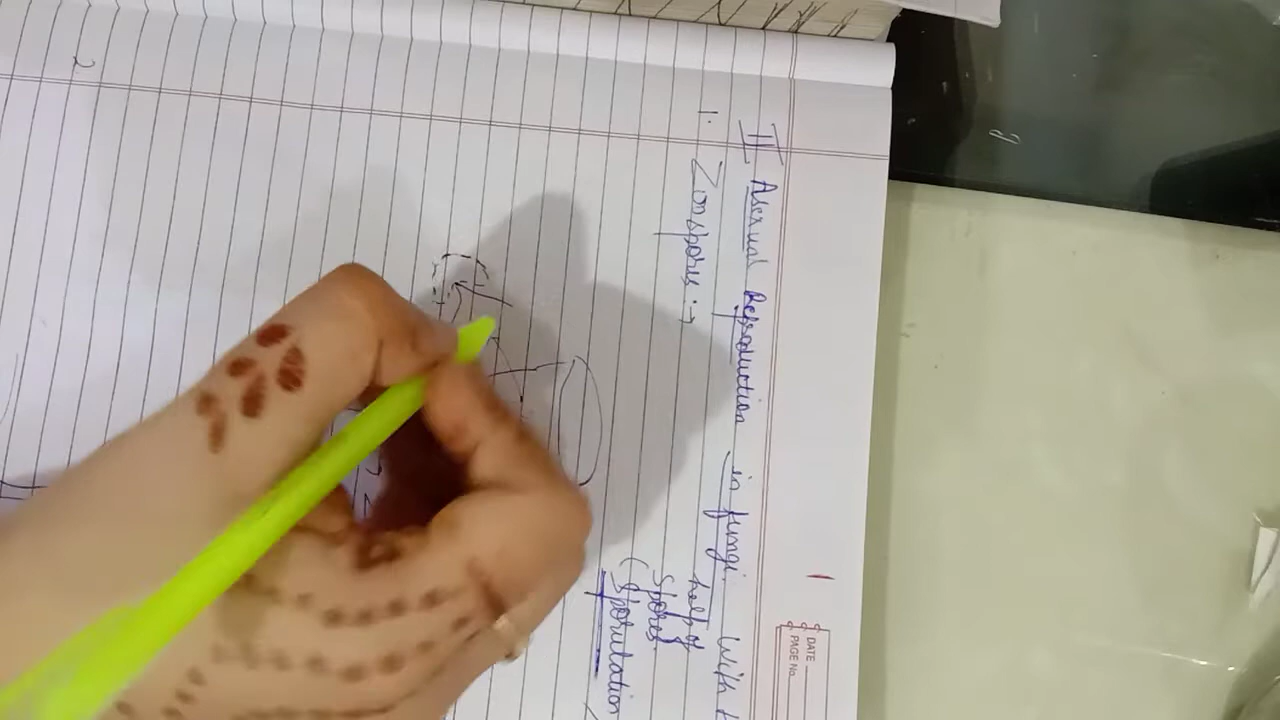 DATE
PAGE No.
II Asexual Reproduction in fungi. With
help of
spores
(sporulation
1. Zoospores :→